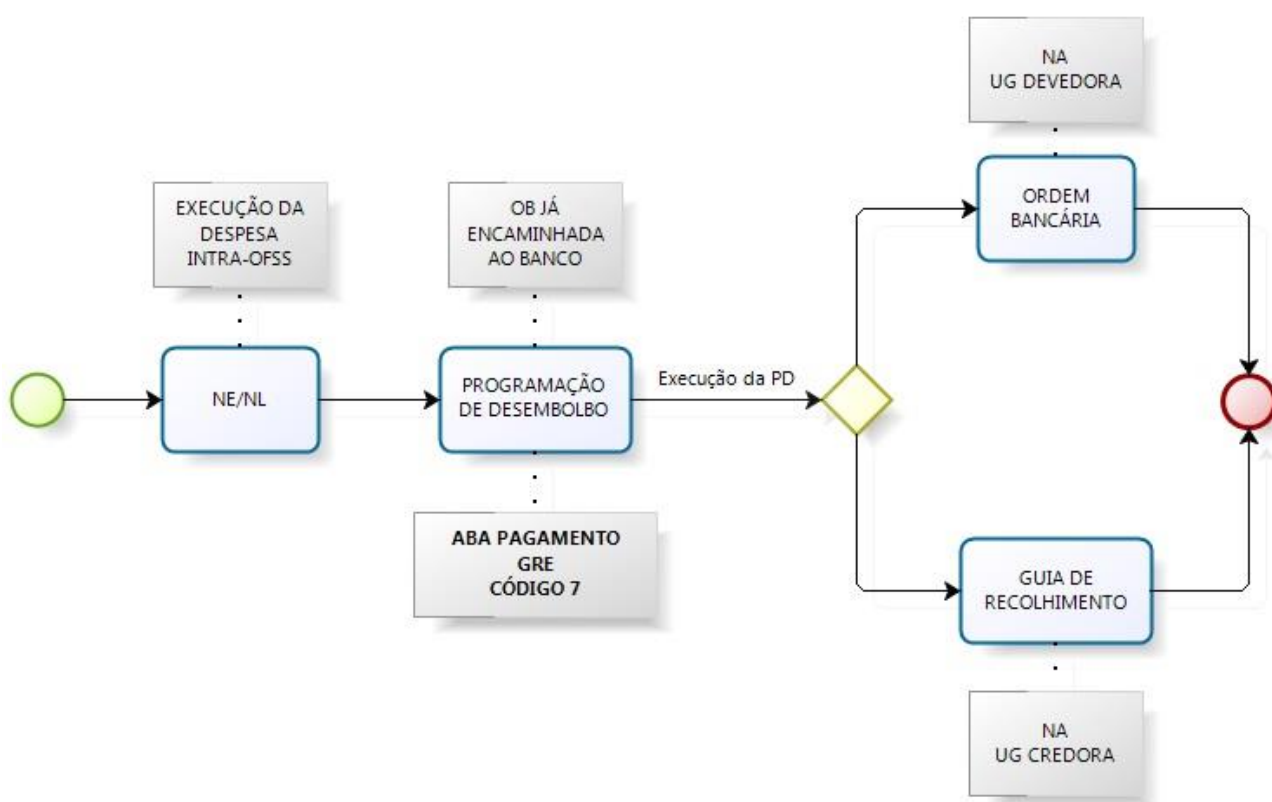 NA
UG DEVEDORA
EXECUÇÃO DA
DESPESA
INTRA-OFSS
OB JÁ
ENCAMINHADA
AO BANCO
ORDEM
BANCÁRIA
NE/NL
PROGRAMAÇÃO
DE DESEMBOLBO
Execução da PD
ABA PAGAMENTO
GRE
CÓDIGO 7
GUIA DE
RECOLHIMENTO
NA
UG CREDORA